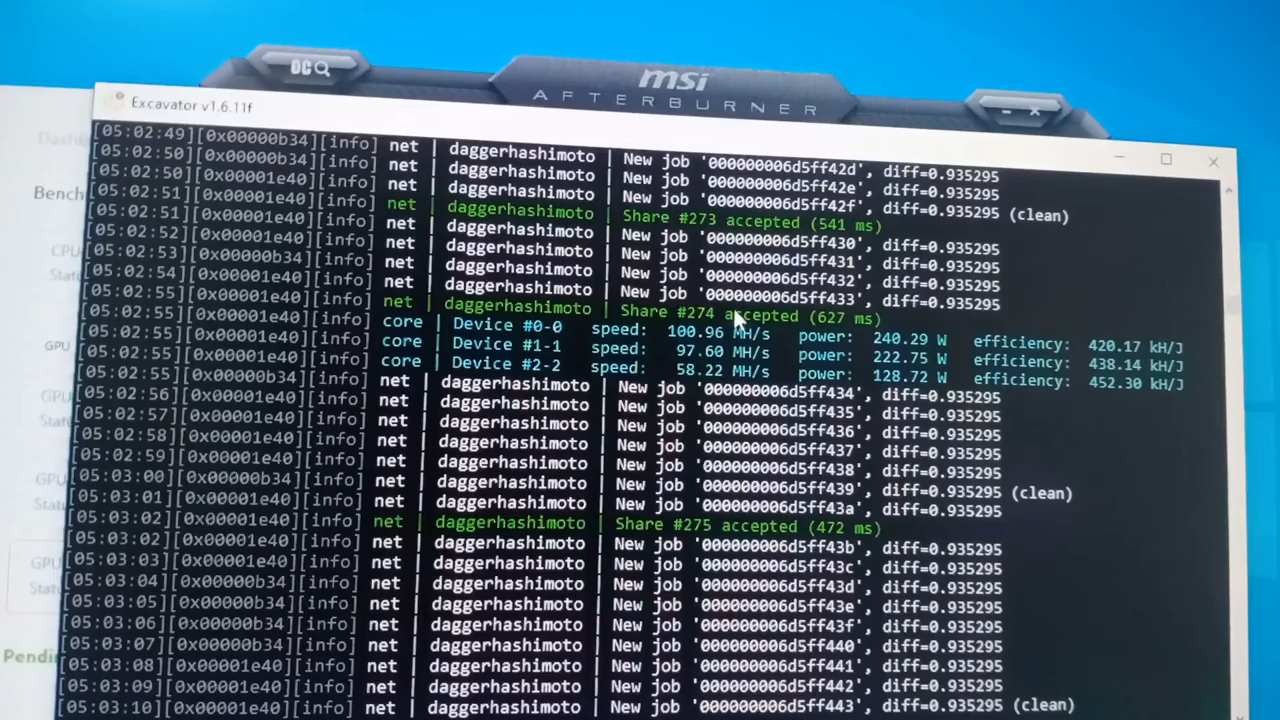 OC
msi
AFTERBURNER
Excavator v1.6.11f
[05:02:49][0x00000b34][info] net | daggerhashimoto | New job '000000006d5ff42d', diff=0.935295
[05:02:50][0x00001e40][info] net | daggerhashimoto | New job '000000006d5ff42e', diff=0.935295
[05:02:50][0x00000b34][info] net | daggerhashimoto | New job '000000006d5ff42f', diff=0.935295 (clean)
[05:02:51][0x00001e40][info] net | daggerhashimoto | Share #273 accepted (541 ms)
[05:02:51][0x00001e40][info] net | daggerhashimoto | New job '000000006d5ff430', diff=0.935295
[05:02:52][0x00001e40][info] net | daggerhashimoto | New job '000000006d5ff431', diff=0.935295
[05:02:53][0x00000b34][info] net | daggerhashimoto | New job '000000006d5ff432', diff=0.935295
[05:02:54][0x00001e40][info] net | daggerhashimoto | New job '000000006d5ff433', diff=0.935295
[05:02:55][0x00001e40][info] net | daggerhashimoto | Share #274 accepted (627 ms)
[05:02:55][0x00001e40][info] core | Device #0-0 speed: 100.96 MH/s power: 240.29 W efficiency: 420.17 kH/J
[05:02:55][0x00001e40][info] core | Device #1-1 speed: 97.60 MH/s power: 222.75 W efficiency: 438.14 kH/J
[05:02:55][0x00001e40][info] core | Device #2-2 speed: 58.22 MH/s power: 128.72 W efficiency: 452.30 kH/J
[05:02:55][0x00000b34][info] net | daggerhashimoto | New job '000000006d5ff434', diff=0.935295
[05:02:56][0x00001e40][info] net | daggerhashimoto | New job '000000006d5ff435', diff=0.935295
[05:02:57][0x00001e40][info] net | daggerhashimoto | New job '000000006d5ff436', diff=0.935295
[05:02:58][0x00001e40][info] net | daggerhashimoto | New job '000000006d5ff437', diff=0.935295
[05:02:59][0x00001e40][info] net | daggerhashimoto | New job '000000006d5ff438', diff=0.935295
[05:03:00][0x00000b34][info] net | daggerhashimoto | New job '000000006d5ff439', diff=0.935295 (clean)
[05:03:01][0x00001e40][info] net | daggerhashimoto | New job '000000006d5ff43a', diff=0.935295
[05:03:02][0x00001e40][info] net | daggerhashimoto | Share #275 accepted (472 ms)
[05:03:02][0x00001e40][info] net | daggerhashimoto | New job '000000006d5ff43b', diff=0.935295
[05:03:03][0x00001e40][info] net | daggerhashimoto | New job '000000006d5ff43c', diff=0.935295
[05:03:04][0x00000b34][info] net | daggerhashimoto | New job '000000006d5ff43d', diff=0.935295
[05:03:05][0x00000b34][info] net | daggerhashimoto | New job '000000006d5ff43e', diff=0.935295
[05:03:06][0x00000b34][info] net | daggerhashimoto | New job '000000006d5ff43f', diff=0.935295
[05:03:07][0x00000b34][info] net | daggerhashimoto | New job '000000006d5ff440', diff=0.935295
[05:03:08][0x00001e40][info] net | daggerhashimoto | New job '000000006d5ff441', diff=0.935295
[05:03:09][0x00001e40][info] net | daggerhashimoto | New job '000000006d5ff442', diff=0.935295
[05:03:10][0x00001e40][info] net | daggerhashimoto | New job '000000006d5ff443', diff=0.935295 (clean)
Dash
Bench
CPU
Stat
GPU
GPU
Stat
GPU
Stat
GPU
Stat
Pendin